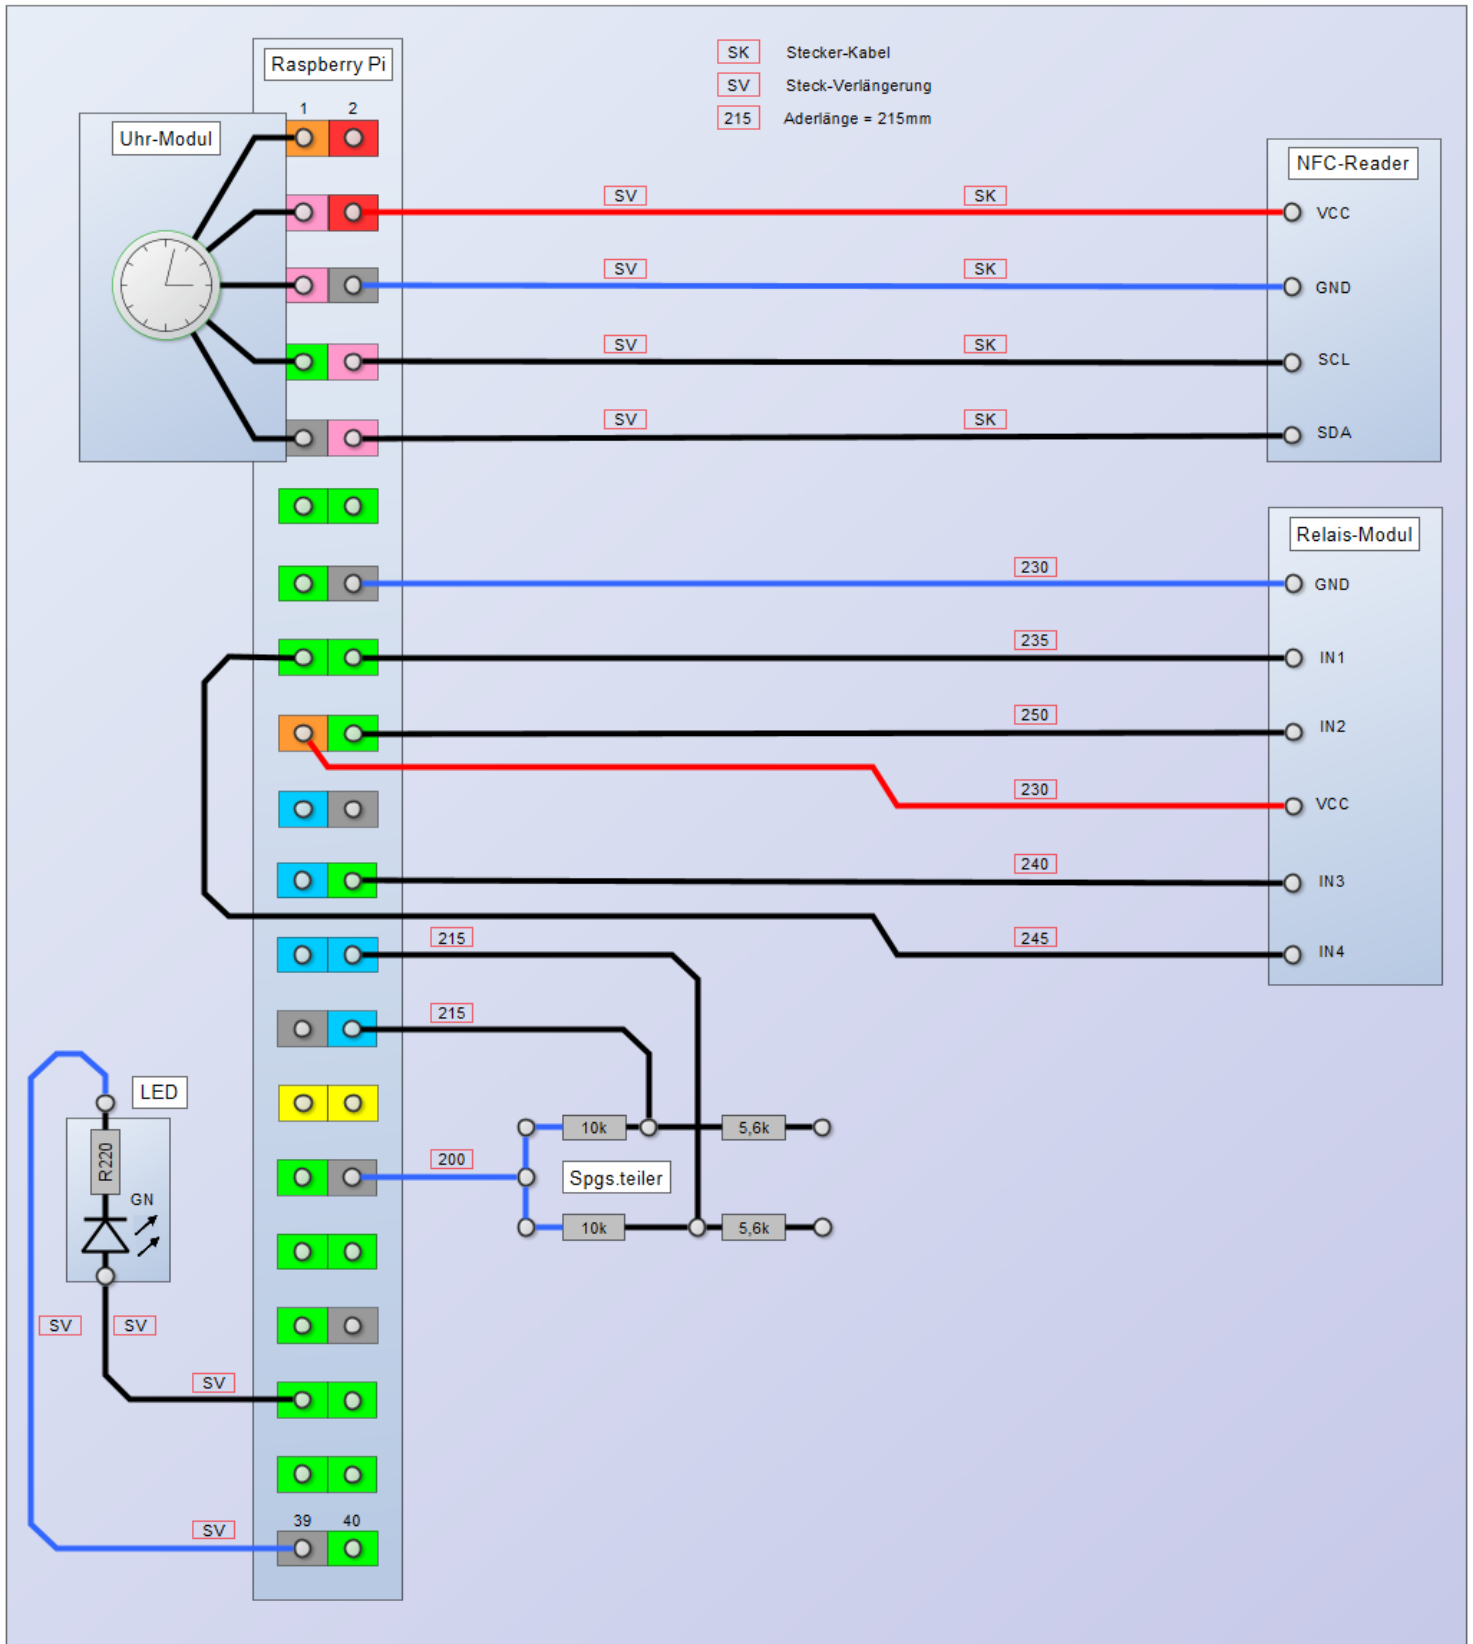 Raspberry Pi
SK Stecker-Kabel
SV Steck-Verlängerung
215 Aderlänge = 215mm
1 2
Uhr-Modul
NFC-Reader
SV SK VCC
SV SK GND
SV SK SCL
SV SK SDA
Relais-Modul
230 GND
235 IN1
250 IN2
230 VCC
240 IN3
215 245 IN4
215
LED
10k 5,6k
R220
200 Spgs.teiler
GN
10k 5,6k
SV SV
SV
39 40
SV